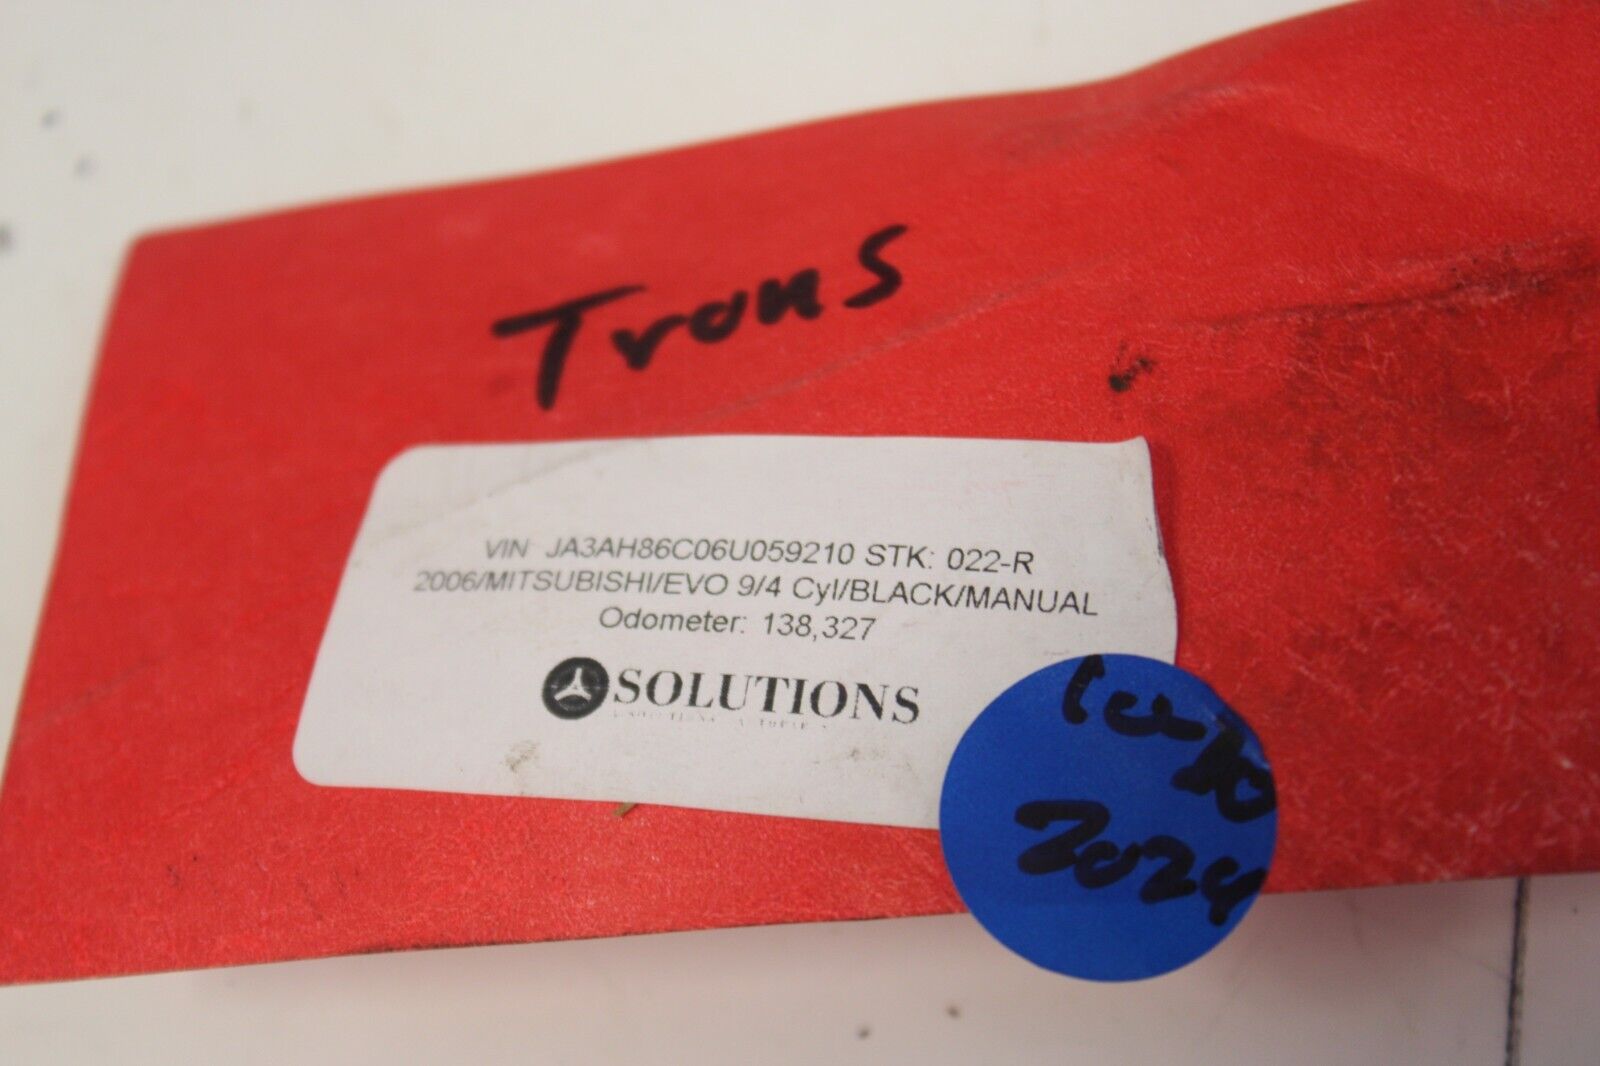 Trans
VIN JA3AH86C06U059210 STK: 022-R
2006/MITSUBISHI/EVO 9/4 Cyl/BLACK/MANUAL
Odometer: 138,327
SOLUTIONS
2024